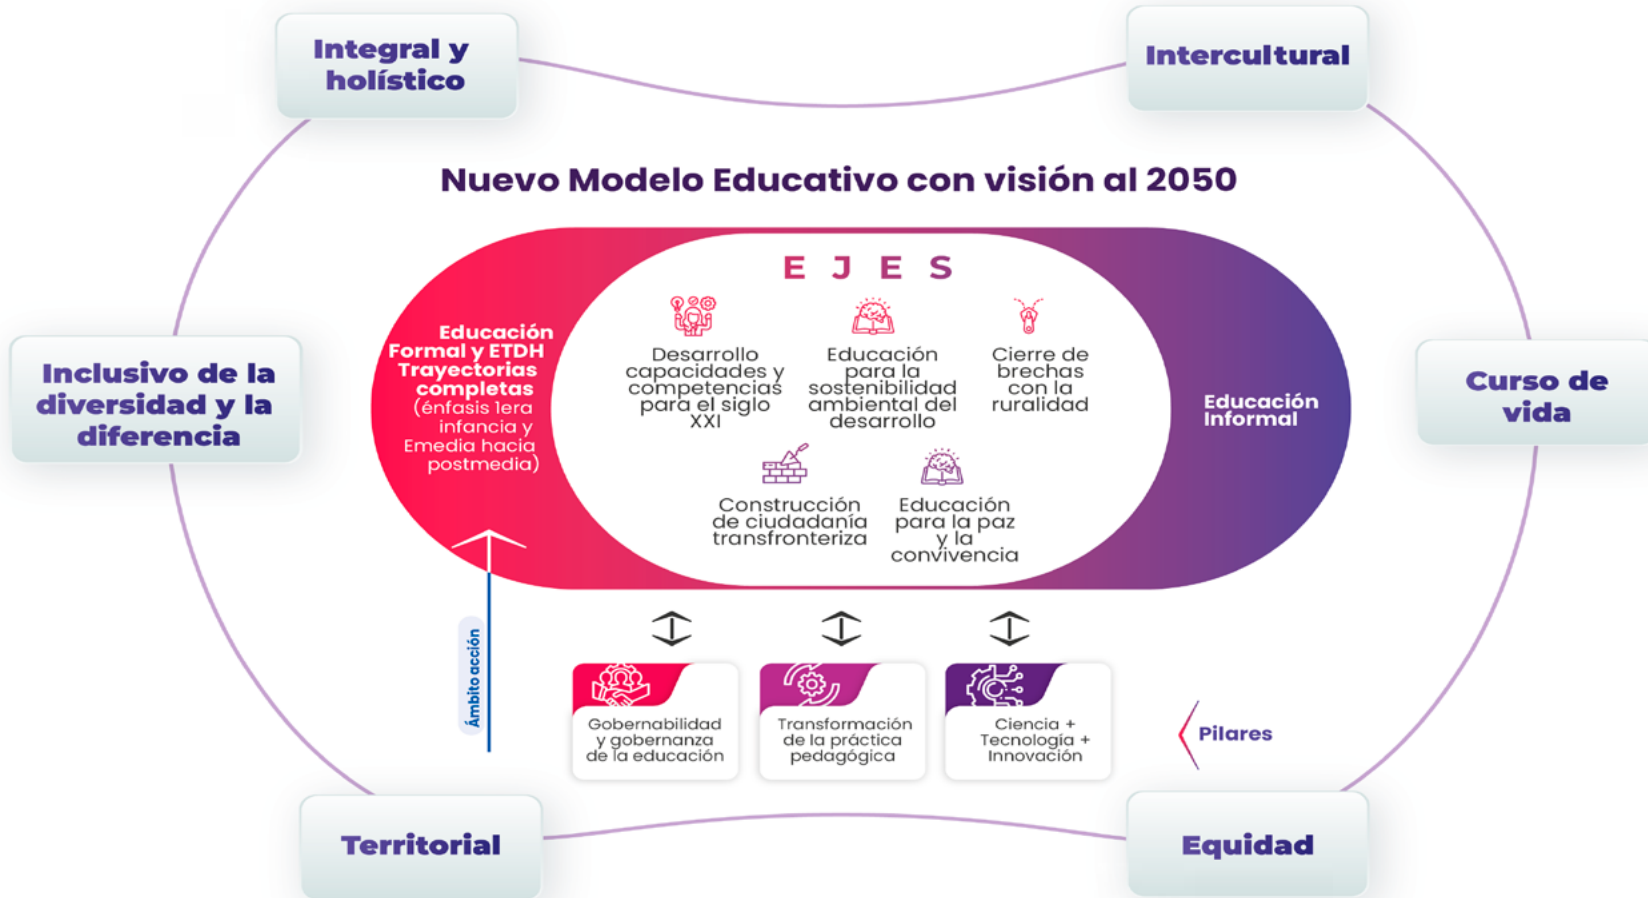 Integral y
holístico
Intercultural
Nuevo Modelo Educativo con visión al 2050
Inclusivo de la
diversidad y la
diferencia
Educación
Formal y ETDH
Trayectorias
completas
(énfasis 1era
infancia y
Emedia hacia
postmedia)
EJES
Desarrollo
capacidades y
competencias
para el siglo
XXI
Educación
para la
sostenibilidad
ambiental del
desarrollo
Cierre de
brechas
con la
ruralidad
Construcción
de ciudadanía
transfronteriza
Educación
para la paz
y la
convivencia
Educación
Informal
Curso de
vida
Ámbito acción
Gobernabilidad
y gobernanza
de la educación
Transformación
de la práctica
pedagógica
Ciencia +
Tecnología +
Innovación
Pilares
Territorial
Equidad